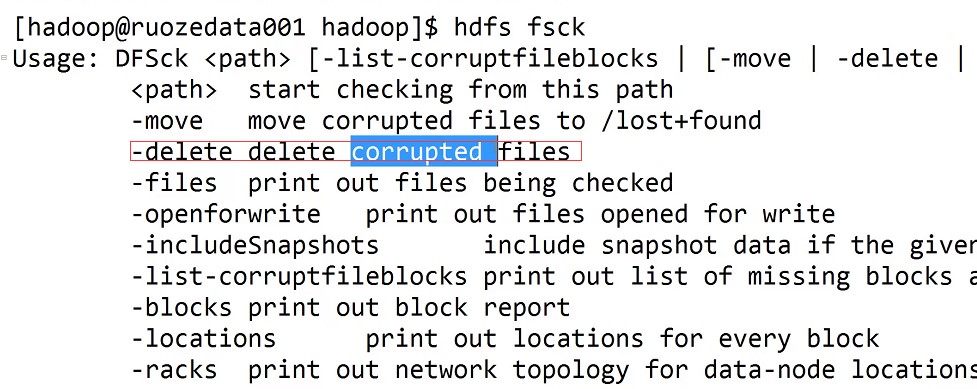 [hadoop@ruozedata001 hadoop]$ hdfs fsck
Usage: DFSck <path> [-list-corruptfileblocks | [-move | -delete |
<path> start checking from this path
-move move corrupted files to /lost+found
-delete delete corrupted files
-files print out files being checked
-openforwrite print out files opened for write
-includeSnapshots include snapshot data if the given
-list-corruptfileblocks print out list of missing blocks a
-blocks print out block report
-locations print out locations for every block
-racks print out network topology for data-node locations